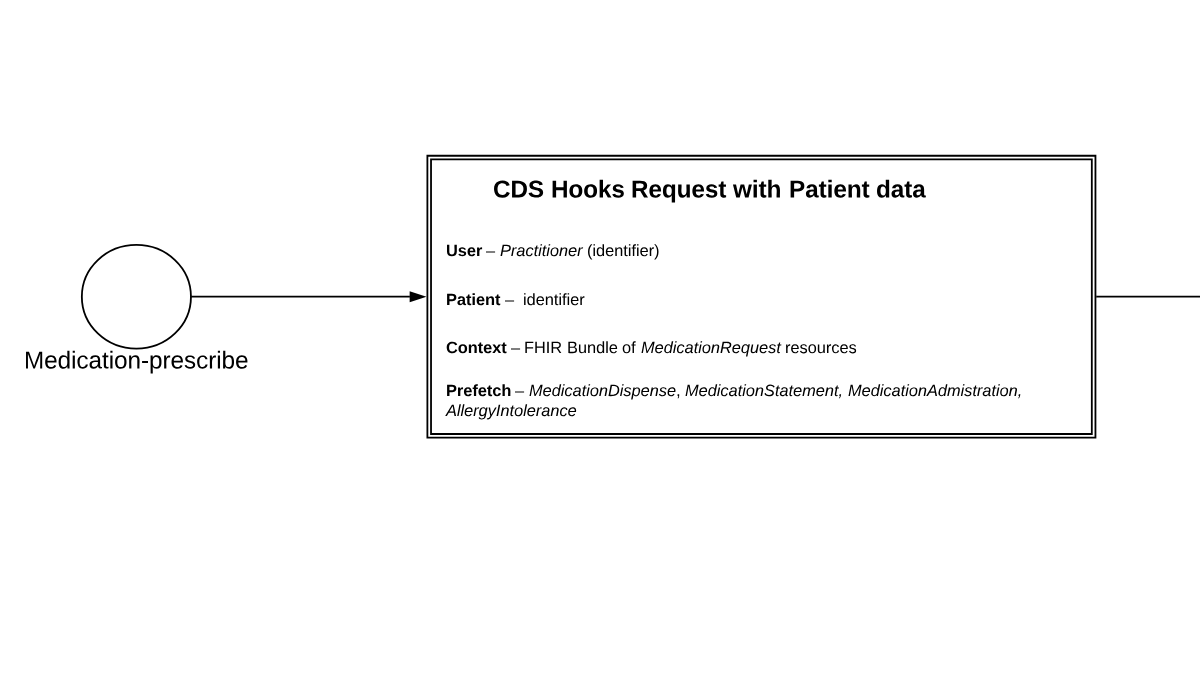 CDS Hooks Request with Patient data
User – Practitioner (identifier)
Patient – identifier
Medication-prescribe
Context – FHIR Bundle of MedicationRequest resources
Prefetch – MedicationDispense, MedicationStatement, MedicationAdmistration,
AllergyIntolerance